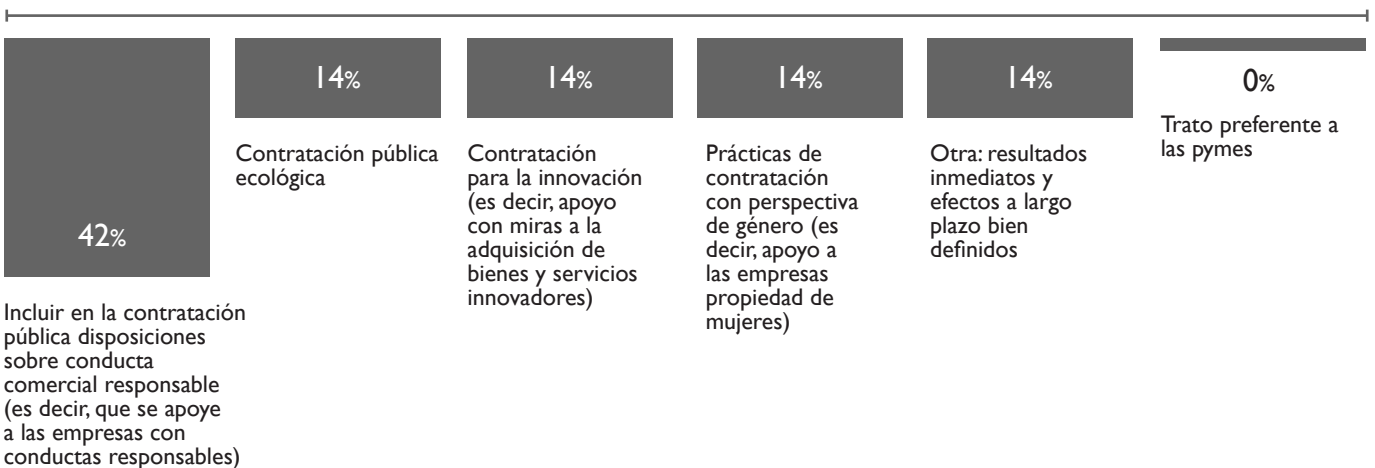 42%
Incluir en la contratación
pública disposiciones
sobre conducta
comercial responsable
(es decir, que se apoye
a las empresas con
conductas responsables)
14%
Contratación pública
ecológica
14%
Contratación
para la innovación
(es decir, apoyo
con miras a la
adquisición de
bienes y servicios
innovadores)
14%
Prácticas de
contratación
con perspectiva
de género (es
decir, apoyo a
las empresas
propiedad de
mujeres)
14%
Otra: resultados
inmediatos y
efectos a largo
plazo bien
definidos
0%
Trato preferente a
las pymes